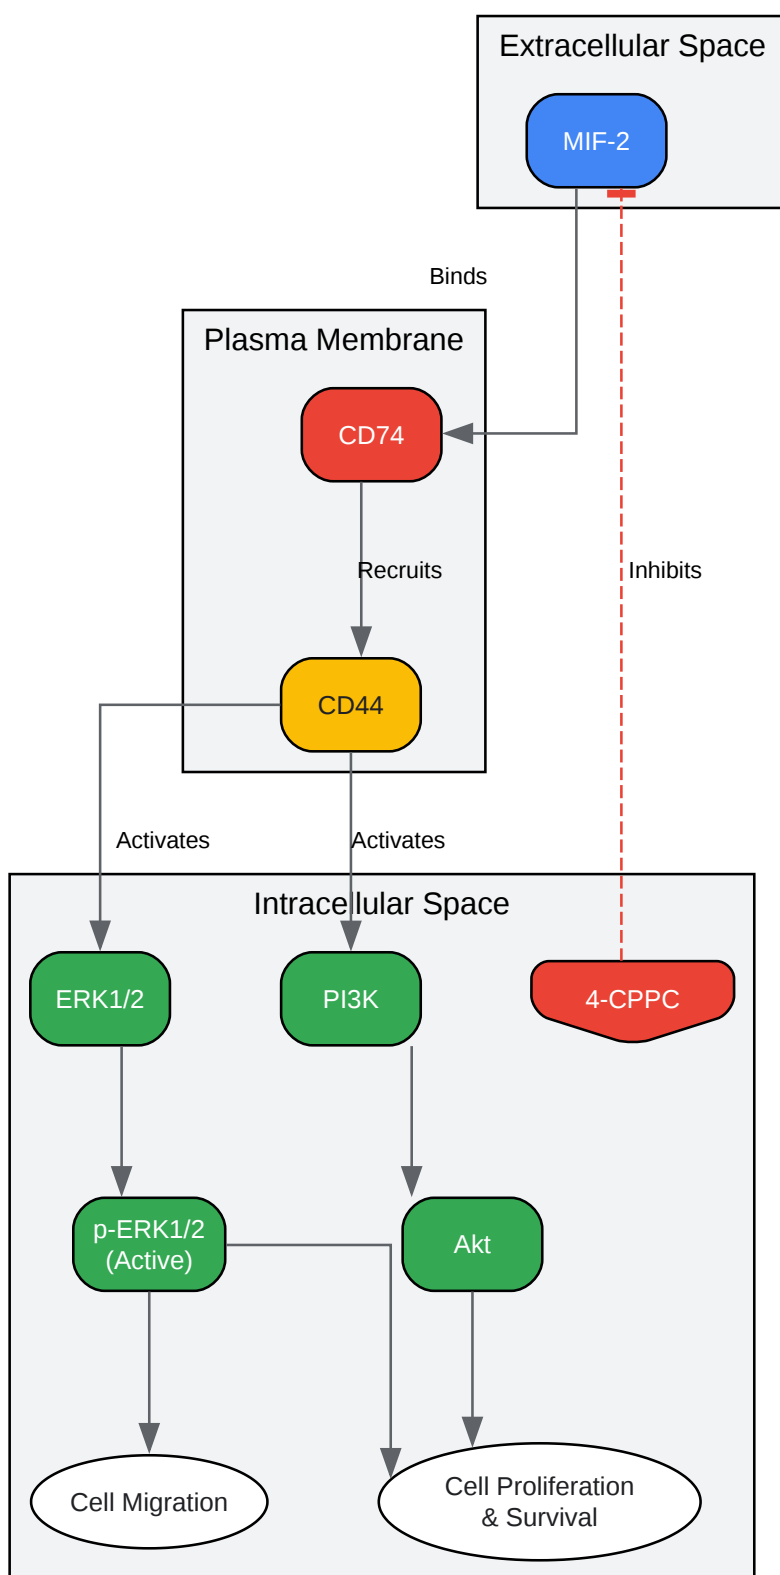 Extracellular Space
MIF-2
Binds
Plasma Membrane
CD74
Recruits
Inhibits
CD44
Activates
Activates
Intracellular Space
ERK1/2
PI3K
4-CPPC
p-ERK1/2
(Active)
Akt
Cell Migration
Cell Proliferation
& Survival